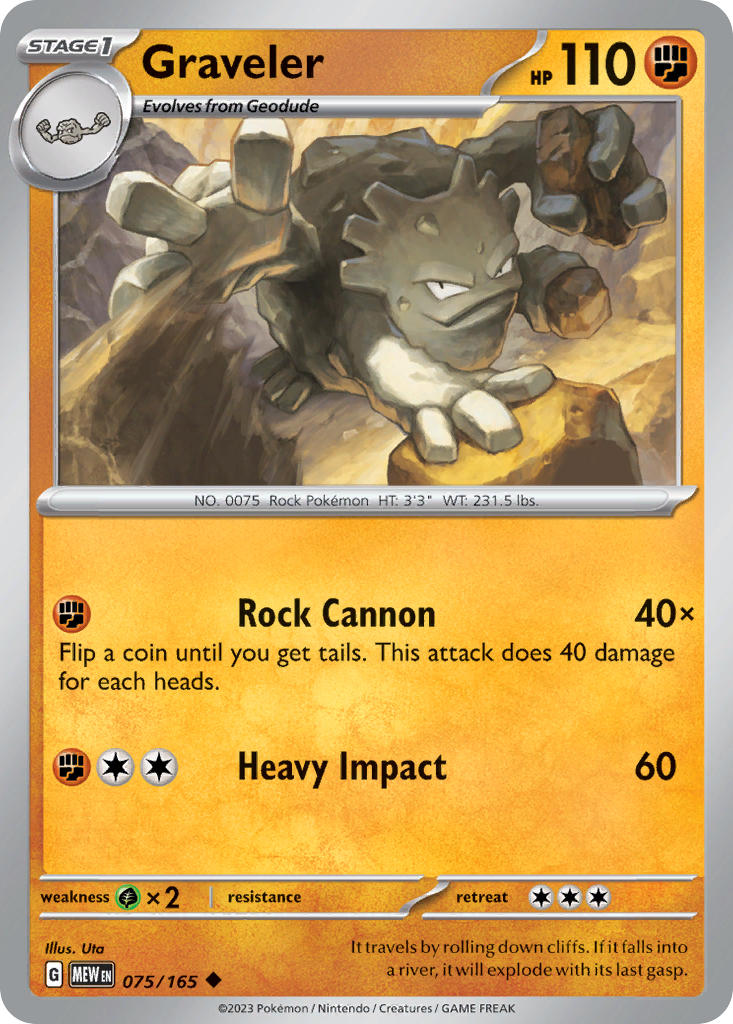 STAGE1
Graveler
HP 110
Evolves from Geodude
NO. 0075 Rock Pokémon HT: 3'3" WT: 231.5 lbs.
Rock Cannon 40×
Flip a coin until you get tails. This attack does 40 damage
for each heads.
Heavy Impact 60
weakness ×2 resistance retreat
Illus. Uta
It travels by rolling down cliffs. If it falls into
a river, it will explode with its last gasp.
G MEW EN 075/165
©2023 Pokémon / Nintendo / Creatures / GAME FREAK